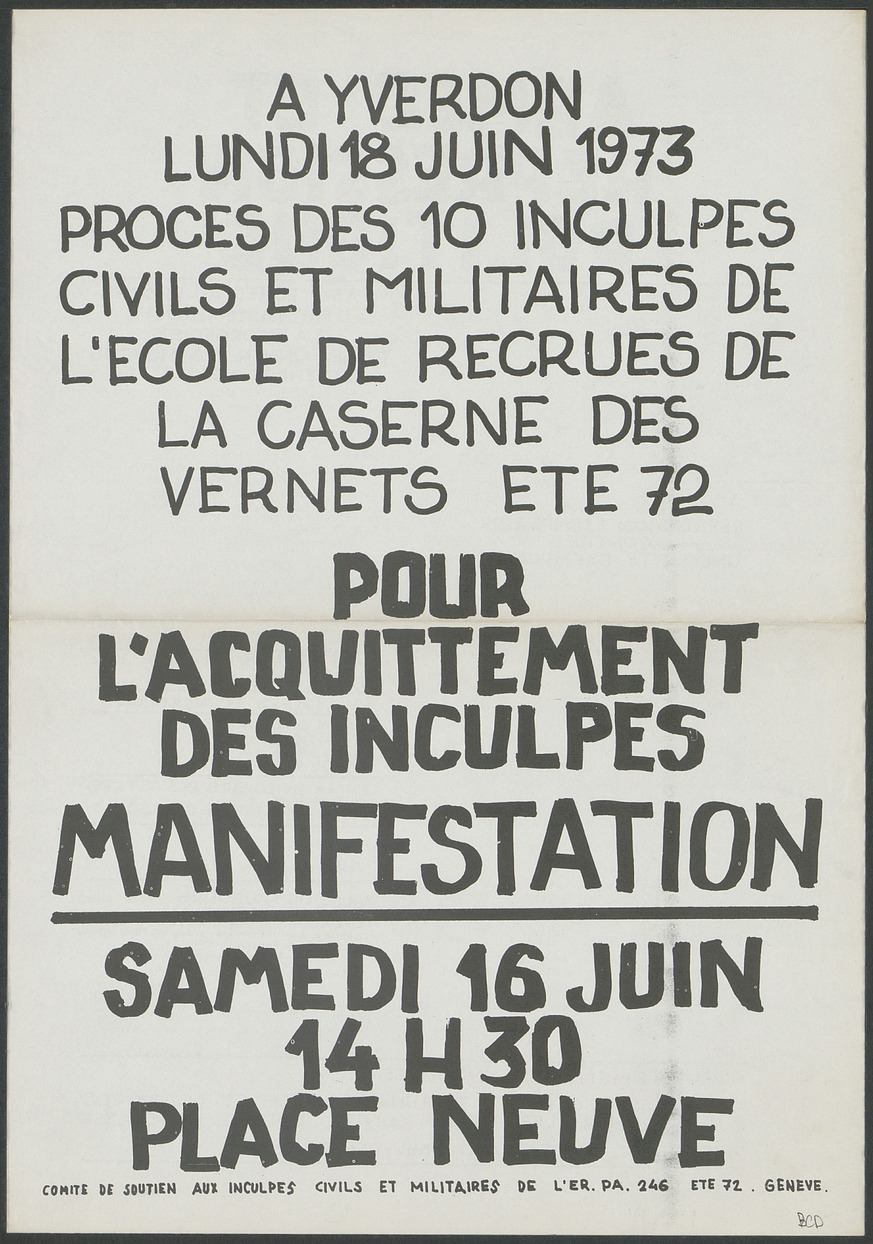 A YVERDON
LUNDI 18 JUIN 1973
PROCES DES 10 INCULPES
CIVILS ET MILITAIRES DE
L'ECOLE DE RECRUES DE
LA CASERNE DES
VERNETS ETE 72
POUR
L'ACQUITTEMENT
DES INCULPES
MANIFESTATION
SAMEDI 16 JUIN
14 H 30
PLACE NEUVE
COMITE DE SOUTIEN AUX INCULPES CIVILS ET MILITAIRES DE L'ER. PA. 246 ETE 72 . GENEVE.
BCD